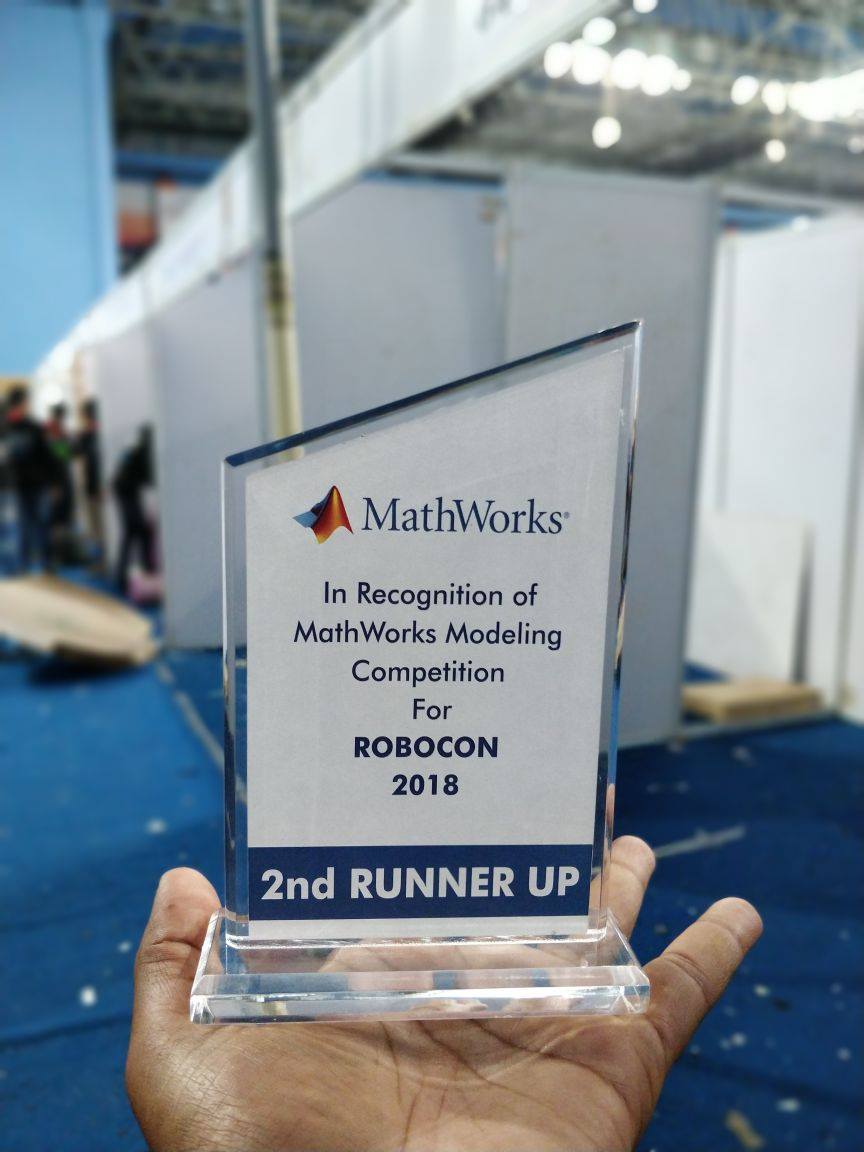 MathWorks®
In Recognition of
MathWorks Modeling
Competition
For
ROBOCON
2018
2nd RUNNER UP